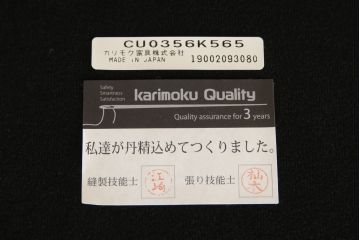 CU0356K565
カリモク家具株式会社
MADE IN JAPAN 19002093080
Safety
Smartness
Satisfaction
karimoku Quality
Quality assurance for 3 years
私達が丹精込めてつくりました。
縫製技能士 江崎 張り技能士